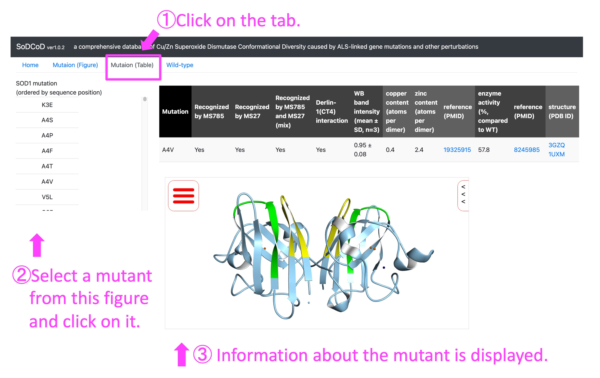 ①Click on the tab.
SoDCoD ver1.0.2 a comprehensive database of Cu/Zn Superoxide Dismutae Conformational Diversity caused by ALS-linked gene mutations and other perturbations
Home Mutaion (Figure) Mutaion (Table) Wild-type
SOD1 mutation
(ordered by sequence position)
K3E
A4S
A4P
A4F
A4T
A4V
V5L
Mutation
Recognized
by MS785
Recognized
by MS27
Recognized
by MS785
and MS27
(mix)
Derlin-
1(CT4)
interaction
WB
band
intensity
(mean ±
SD, n=3)
copper
content
(atoms
per
dimer)
zinc
content
(atoms
per
dimer)
reference
(PMID)
enzyme
activity
(%,
compared
to WT)
reference
(PMID)
structure
(PDB ID)
A4V
Yes
Yes
Yes
Yes
0.95 ±
0.08
0.4
2.4
19325915
57.8
8245985
3GZQ
1UXM
<
<
<
②Select a mutant
from this figure
and click on it.
③ Information about the mutant is displayed.